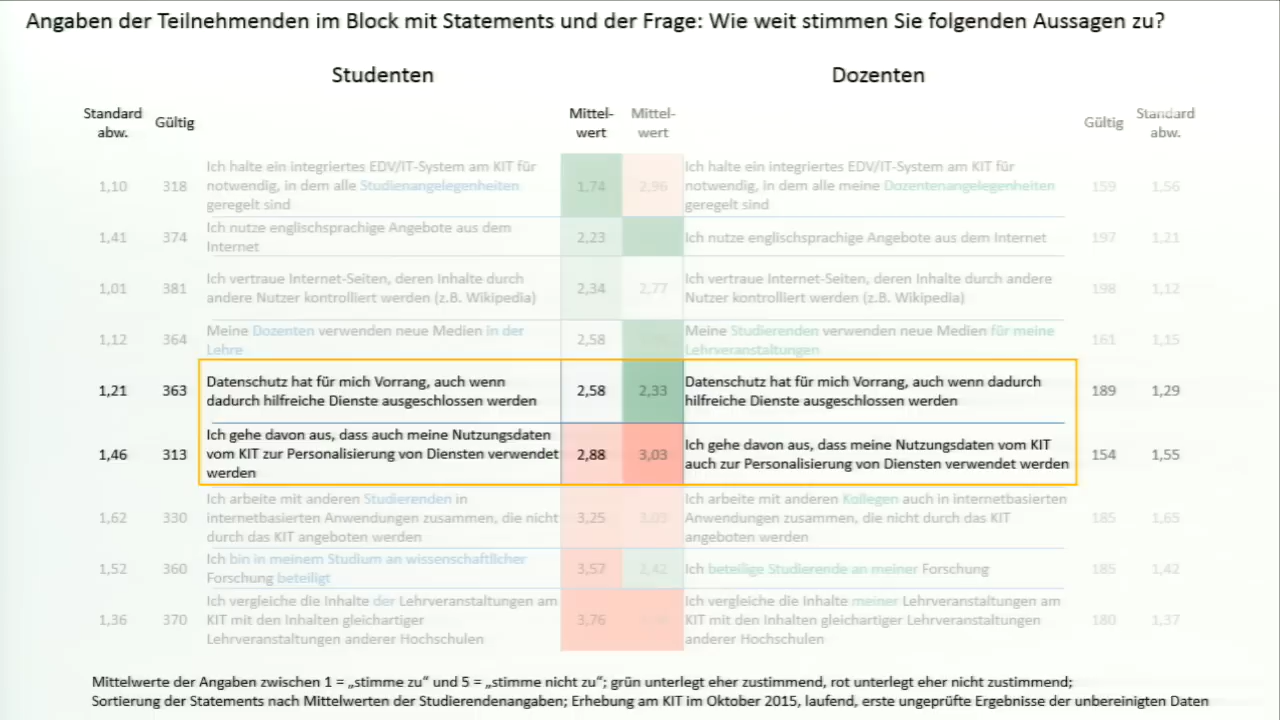 Angaben der Teilnehmenden im Block mit Statements und der Frage: Wie weit stimmen Sie folgenden Aussagen zu?
Studenten
Dozenten
Standard abw.
Gültig
Mittel-wert
Mittel-wert
Gültig
Standard abw.
1,10 318 Ich halte ein integriertes EDV/IT-System am KIT für
notwendig, in dem alle Studienangelegenheiten
geregelt sind
1,74 2,96
Ich halte ein integriertes EDV/IT-System am KIT für
notwendig, in dem alle meine Dozentenangelegenheiten
geregelt sind
159 1,56
1,41 374 Ich nutze englischsprachige Angebote aus dem
Internet
2,23
Ich nutze englischsprachige Angebote aus dem Internet
197 1,21
1,01 381 Ich vertraue Internet-Seiten, deren Inhalte durch
andere Nutzer kontrolliert werden (z.B. Wikipedia)
2,34 2,77
Ich vertraue Internet-Seiten, deren Inhalte durch andere
Nutzer kontrolliert werden (z.B. Wikipedia)
198 1,12
1,12 364 Meine Dozenten verwenden neue Medien in der
Lehre
2,58
Meine Studierenden verwenden neue Medien für meine
Lehrveranstaltungen
161 1,15
1,21 363 Datenschutz hat für mich Vorrang, auch wenn
dadurch hilfreiche Dienste ausgeschlossen werden
2,58 2,33
Datenschutz hat für mich Vorrang, auch wenn dadurch
hilfreiche Dienste ausgeschlossen werden
189 1,29
1,46 313 Ich gehe davon aus, dass auch meine Nutzungsdaten
vom KIT zur Personalisierung von Diensten verwendet
werden
2,88 3,03
Ich gehe davon aus, dass meine Nutzungsdaten vom KIT
auch zur Personalisierung von Diensten verwendet werden
154 1,55
1,62 330 Ich arbeite mit anderen Studierenden in
internetbasierten Anwendungen zusammen, die nicht
durch das KIT angeboten werden
3,25
Ich arbeite mit anderen Kollegen auch in internetbasierten
Anwendungen zusammen, die nicht durch das KIT
angeboten werden
185 1,65
1,52 360 Ich bin in meinem Studium an wissenschaftlicher
Forschung beteiligt
3,57 2,42
Ich beteilige Studierende an meiner Forschung
185 1,42
1,36 370 Ich vergleiche die Inhalte der Lehrveranstaltungen am
KIT mit den Inhalten gleichartiger
Lehrveranstaltungen anderer Hochschulen
3,76
Ich vergleiche die Inhalte meiner Lehrveranstaltungen am
KIT mit den Inhalten gleichartiger Lehrveranstaltungen
anderer Hochschulen
180 1,37
Mittelwerte der Angaben zwischen 1 = „stimme zu“ und 5 = „stimme nicht zu“; grün unterlegt eher zustimmend, rot unterlegt eher nicht zustimmend;
Sortierung der Statements nach Mittelwerten der Studierendenangaben; Erhebung am KIT im Oktober 2015, laufend, erste ungeprüfte Ergebnisse der unbereinigten Daten